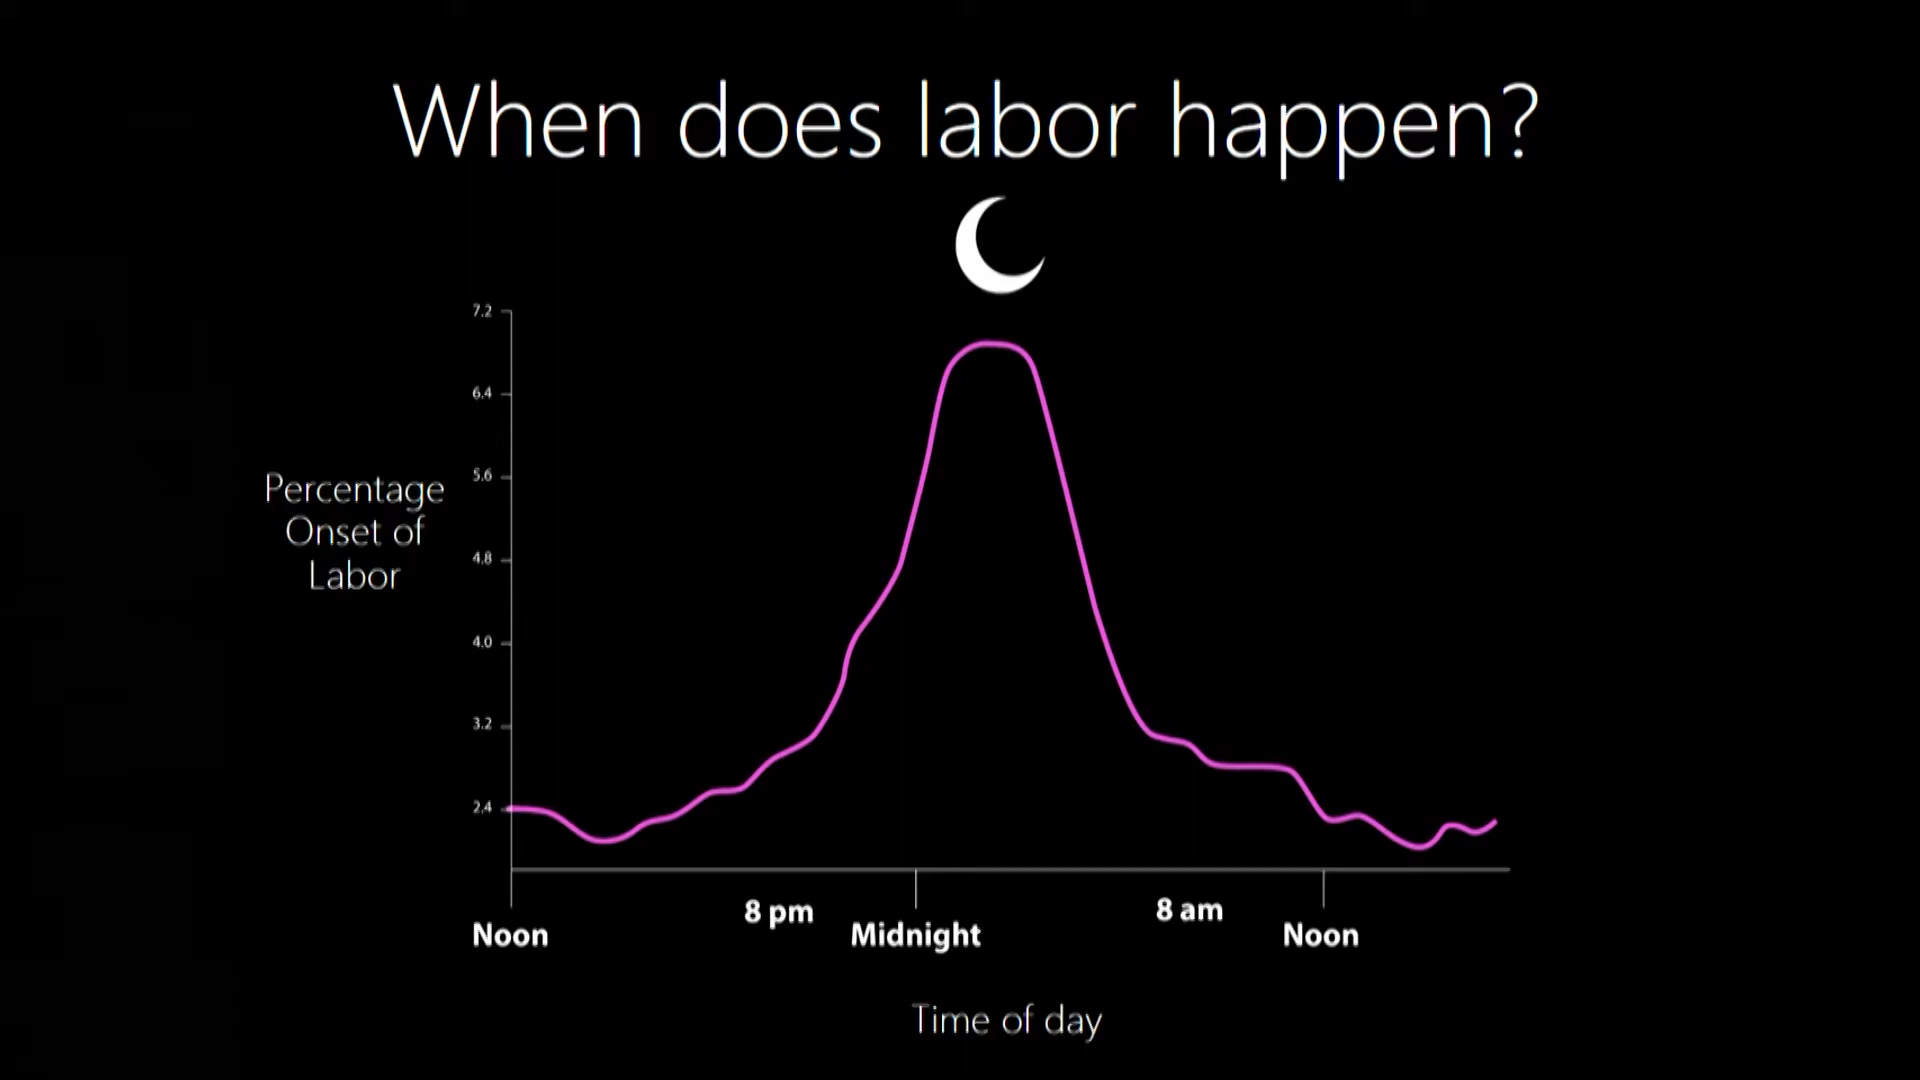 When does labor happen?
7.2
6.4
5.6
4.8
4.0
3.2
2.4
Percentage
Onset of
Labor
8 pm
8 am
Noon
Midnight
Noon
Time of day